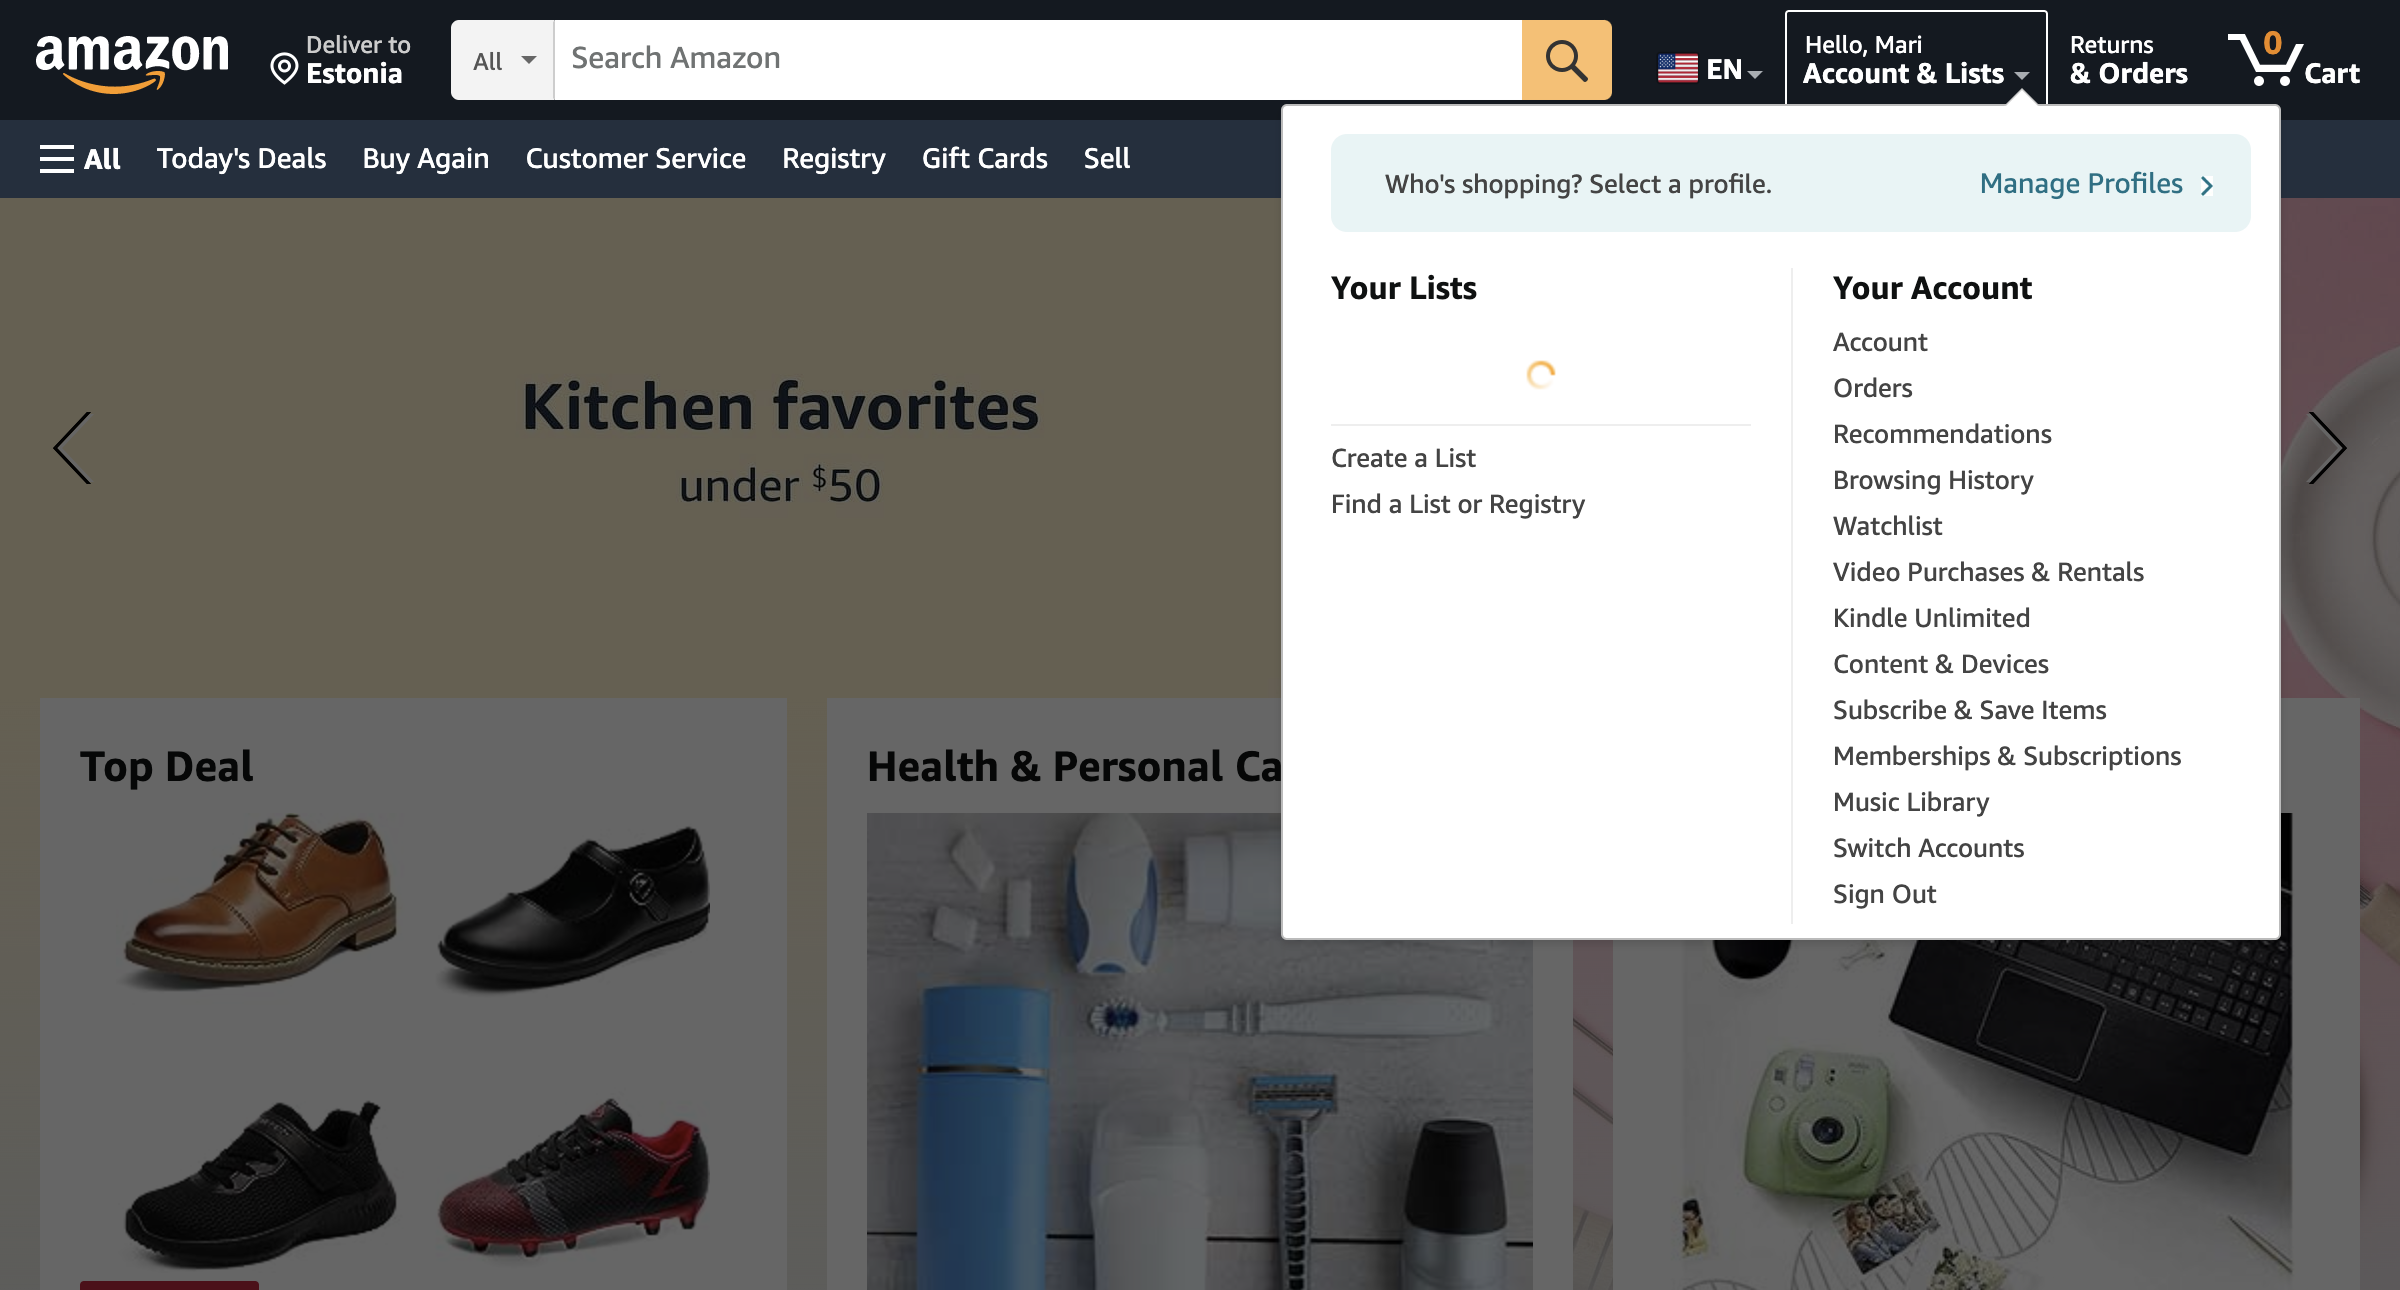 amazon
Deliver to
Estonia
All
Search Amazon
EN
Hello, Mari
Account & Lists
Returns
& Orders
0
Cart
All
Today's Deals
Buy Again
Customer Service
Registry
Gift Cards
Sell
Who's shopping? Select a profile.
Manage Profiles
Your Lists
Create a List
Find a List or Registry
Your Account
Account
Orders
Recommendations
Browsing History
Watchlist
Video Purchases & Rentals
Kindle Unlimited
Content & Devices
Subscribe & Save Items
Memberships & Subscriptions
Music Library
Switch Accounts
Sign Out
Kitchen favorites
under $50
Top Deal
Health & Personal Ca